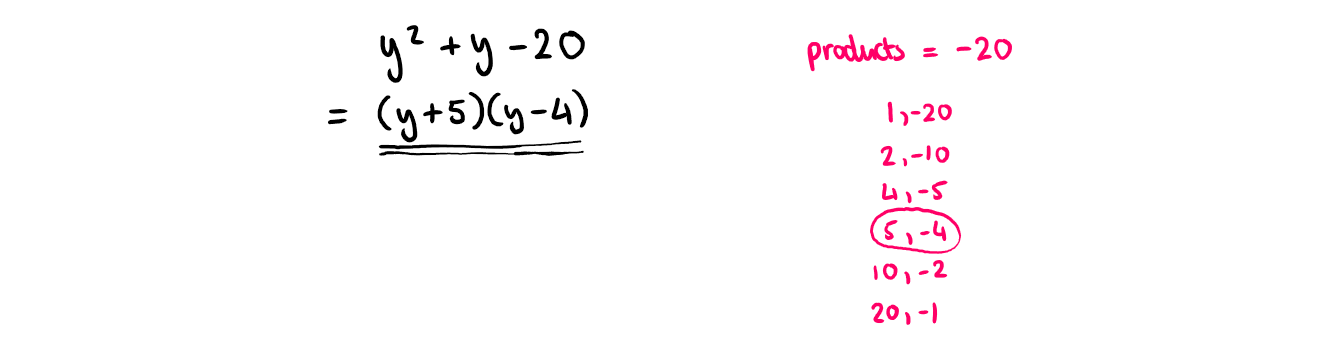 y² + y - 20
= (y+5)(y-4)
products = -20
1, -20
2, -10
4, -5
5, -4
10, -2
20, -1